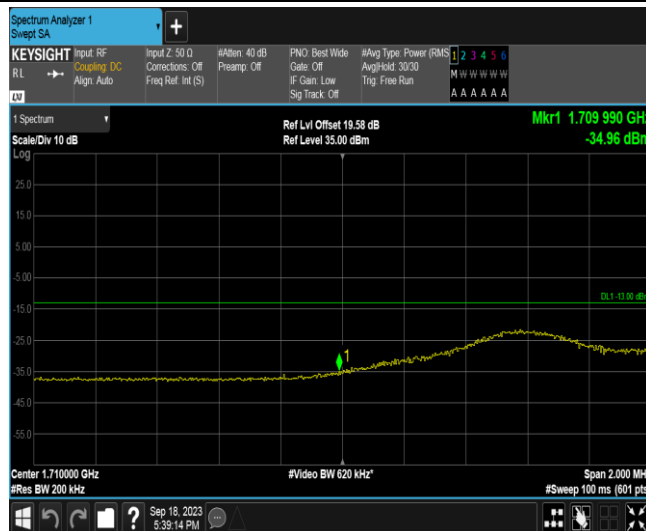 Spectrum Analyzer 1
Swept SA
+
KEYSIGHT
RL
LXI
Input: RF
Coupling: DC
Align: Auto
Input Z: 50 Ω
Corrections: Off
Freq Ref: Int (S)
#Atten: 40 dB
Preamp: Off
PNO: Best Wide
Gate: Off
IF Gain: Low
Sig Track: Off
#Avg Type: Power (RMS
Avg|Hold: 30/30
Trig: Free Run
1 2 3 4 5 6
M W W W W W
A A A A A A
1 Spectrum
Scale/Div 10 dB
Log
Ref Lvl Offset 19.58 dB
Ref Level 35.00 dBm
Mkr1 1.709 990 GHz
-34.96 dBm
25.0
15.0
5.00
-5.00
DL1 -13.00 dBm
-15.0
-25.0
1
-35.0
-45.0
-55.0
Center 1.710000 GHz
#Video BW 620 kHz*
Span 2.000 MH
#Res BW 200 kHz
#Sweep 100 ms (601 pts
?
Sep 18, 2023
5:39:14 PM